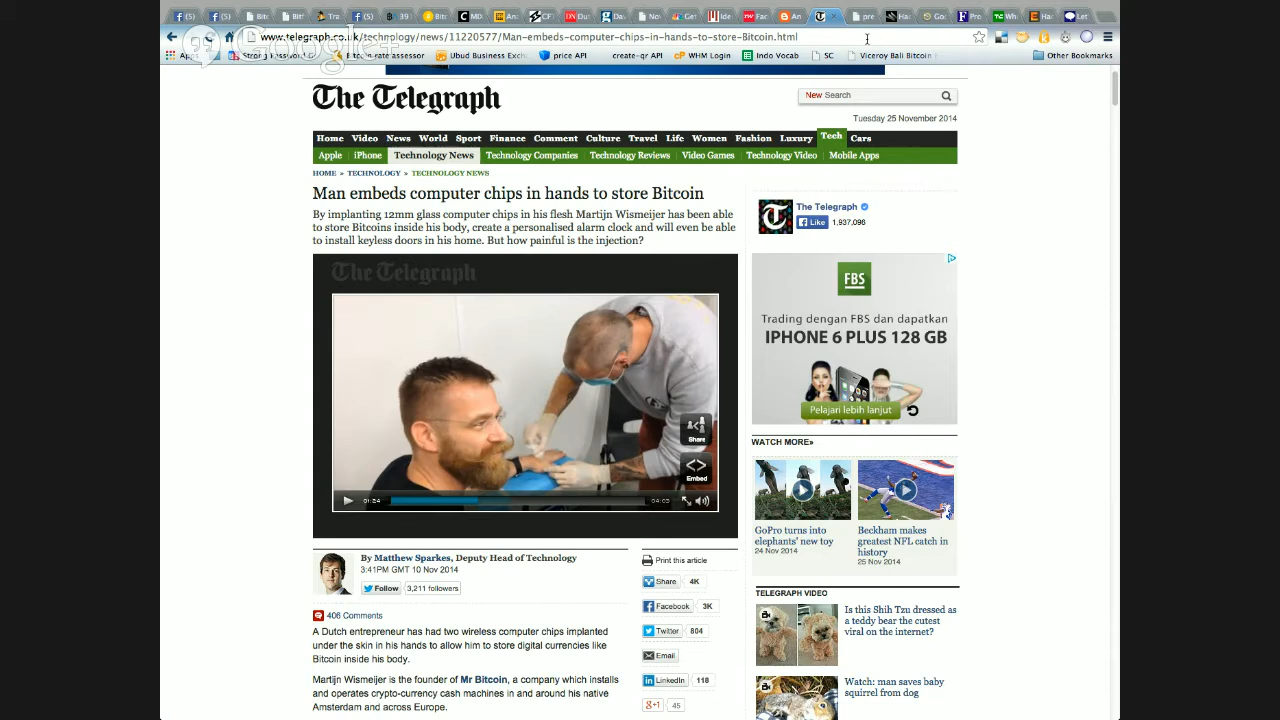 www.telegraph.co.uk/technology/news/11220577/Man-embeds-computer-chips-in-hands-to-store-Bitcoin.html
Strong Password
Ubud Business Exch
price API
create-qr API
WHM Login
Indo Vocab
SC
Viceroy Bali Bitcoin
Other Bookmarks
The Telegraph
New Search
Tuesday 25 November 2014
Home Video News World Sport Finance Comment Culture Travel Life Women Fashion Luxury Tech Cars
Apple iPhone Technology News Technology Companies Technology Reviews Video Games Technology Video Mobile Apps
HOME » TECHNOLOGY » TECHNOLOGY NEWS
Man embeds computer chips in hands to store Bitcoin
By implanting 12mm glass computer chips in his flesh Martijn Wismeijer has been able
to store Bitcoins inside his body, create a personalised alarm clock and will even be able
to install keyless doors in his home. But how painful is the injection?
The Telegraph
Share
Embed
01:24
04:03
By Matthew Sparkes, Deputy Head of Technology
3:41PM GMT 10 Nov 2014
Follow 3,211 followers
406 Comments
A Dutch entrepreneur has had two wireless computer chips implanted
under the skin in his hands to allow him to store digital currencies like
Bitcoin inside his body.
Martijn Wismeijer is the founder of Mr Bitcoin, a company which installs
and operates crypto-currency cash machines in and around his native
Amsterdam and across Europe.
Print this article
Share 4K
Facebook 3K
Twitter 804
Email
LinkedIn 118
g+1 45
The Telegraph
Like 1,937,096
FBS
Trading dengan FBS dan dapatkan
IPHONE 6 PLUS 128 GB
Pelajari lebih lanjut
WATCH MORE»
GoPro turns into
elephants' new toy
24 Nov 2014
Beckham makes
greatest NFL catch in
history
25 Nov 2014
TELEGRAPH VIDEO
Is this Shih Tzu dressed as
a teddy bear the cutest
viral on the internet?
Watch: man saves baby
squirrel from dog